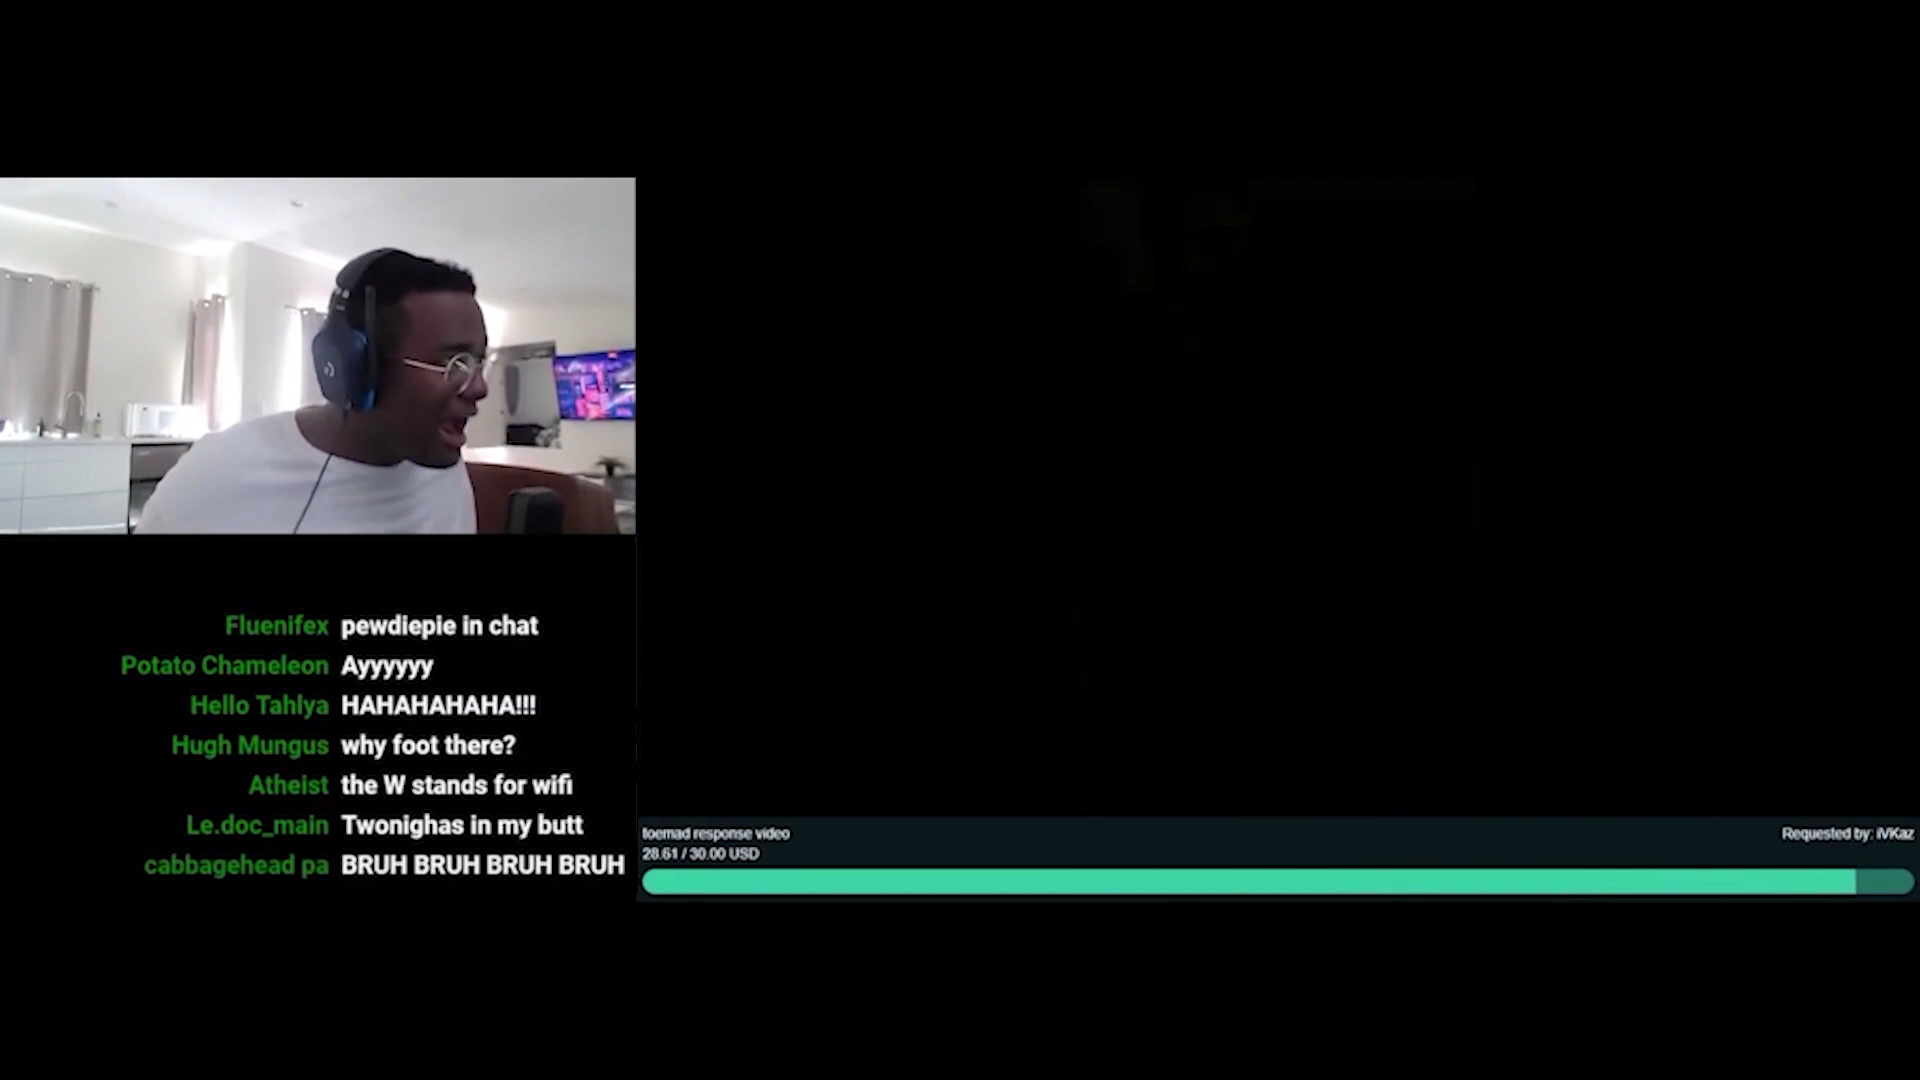 Fluenifex pewdiepie in chat
Potato Chameleon Ayyyyyy
Hello Tahlya HAHAHAHAHA!!!
Hugh Mungus why foot there?
Atheist the W stands for wifi
Le.doc_main Twonighas in my butt
cabbagehead pa BRUH BRUH BRUH BRUH
toemad response video
Requested by: iVKaz
28.61 / 30.00 USD